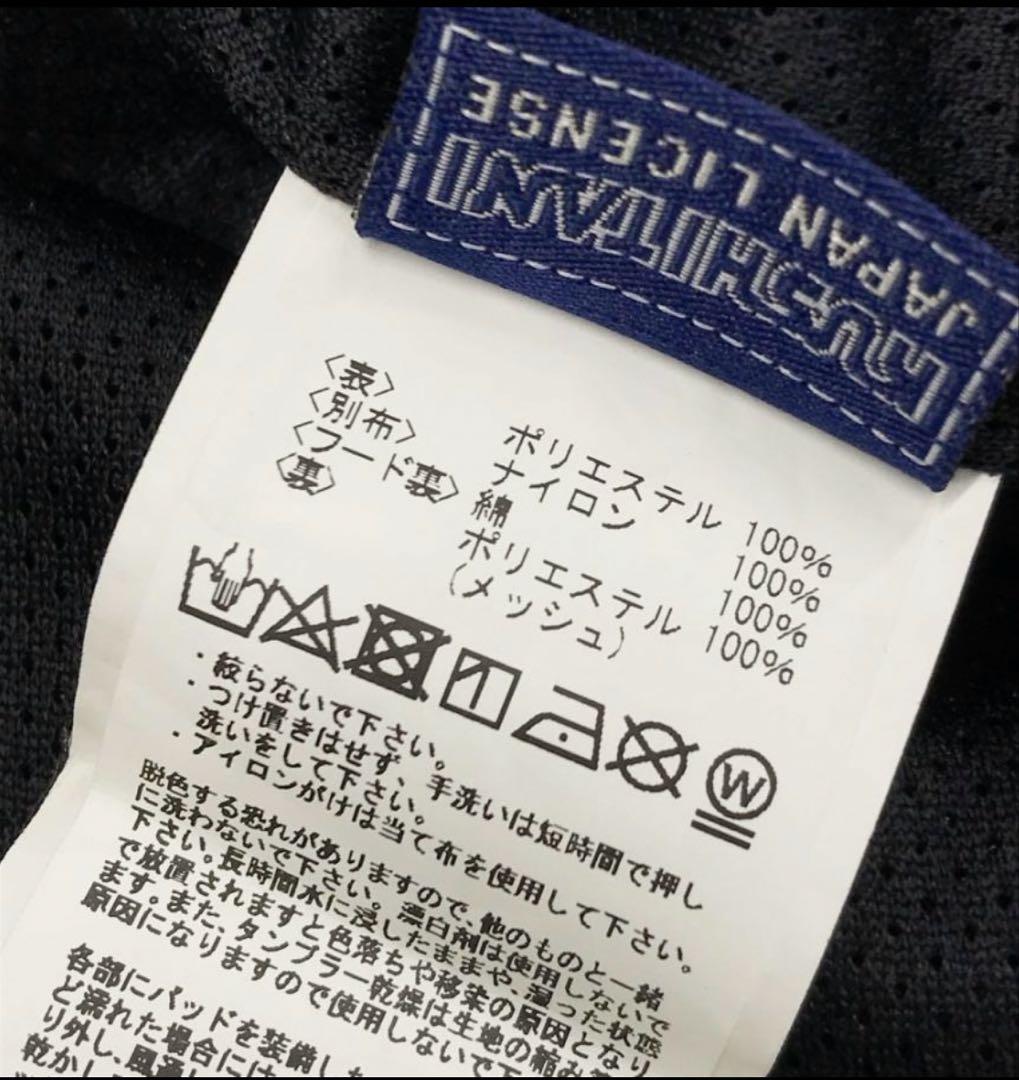 KUSHITANI
JAPAN LICENSE
〈表〉 ポリエステル 100%
〈別布〉 ナイロン 100%
〈フード裏〉 綿 100%
〈裏〉 ポリエステル 100%
(メッシュ)
W
・絞らないで下さい。
・つけ置きはせず、手洗いは短時間で押し
洗いをして下さい。
・アイロンがけは当て布を使用して下さい。
脱色する恐れがありますので、他のものと一緒
に洗わないで下さい。漂白剤は使用しないで
下さい。長時間水に浸したままや、湿った状態
で放置されますと色落ちや移染の原因となり
ます。また、タンブラー乾燥は生地の縮み
原因になりますので使用しないで下
各部にパッドを装備した
ど濡れた場合には
り外し、風通し
乾かし